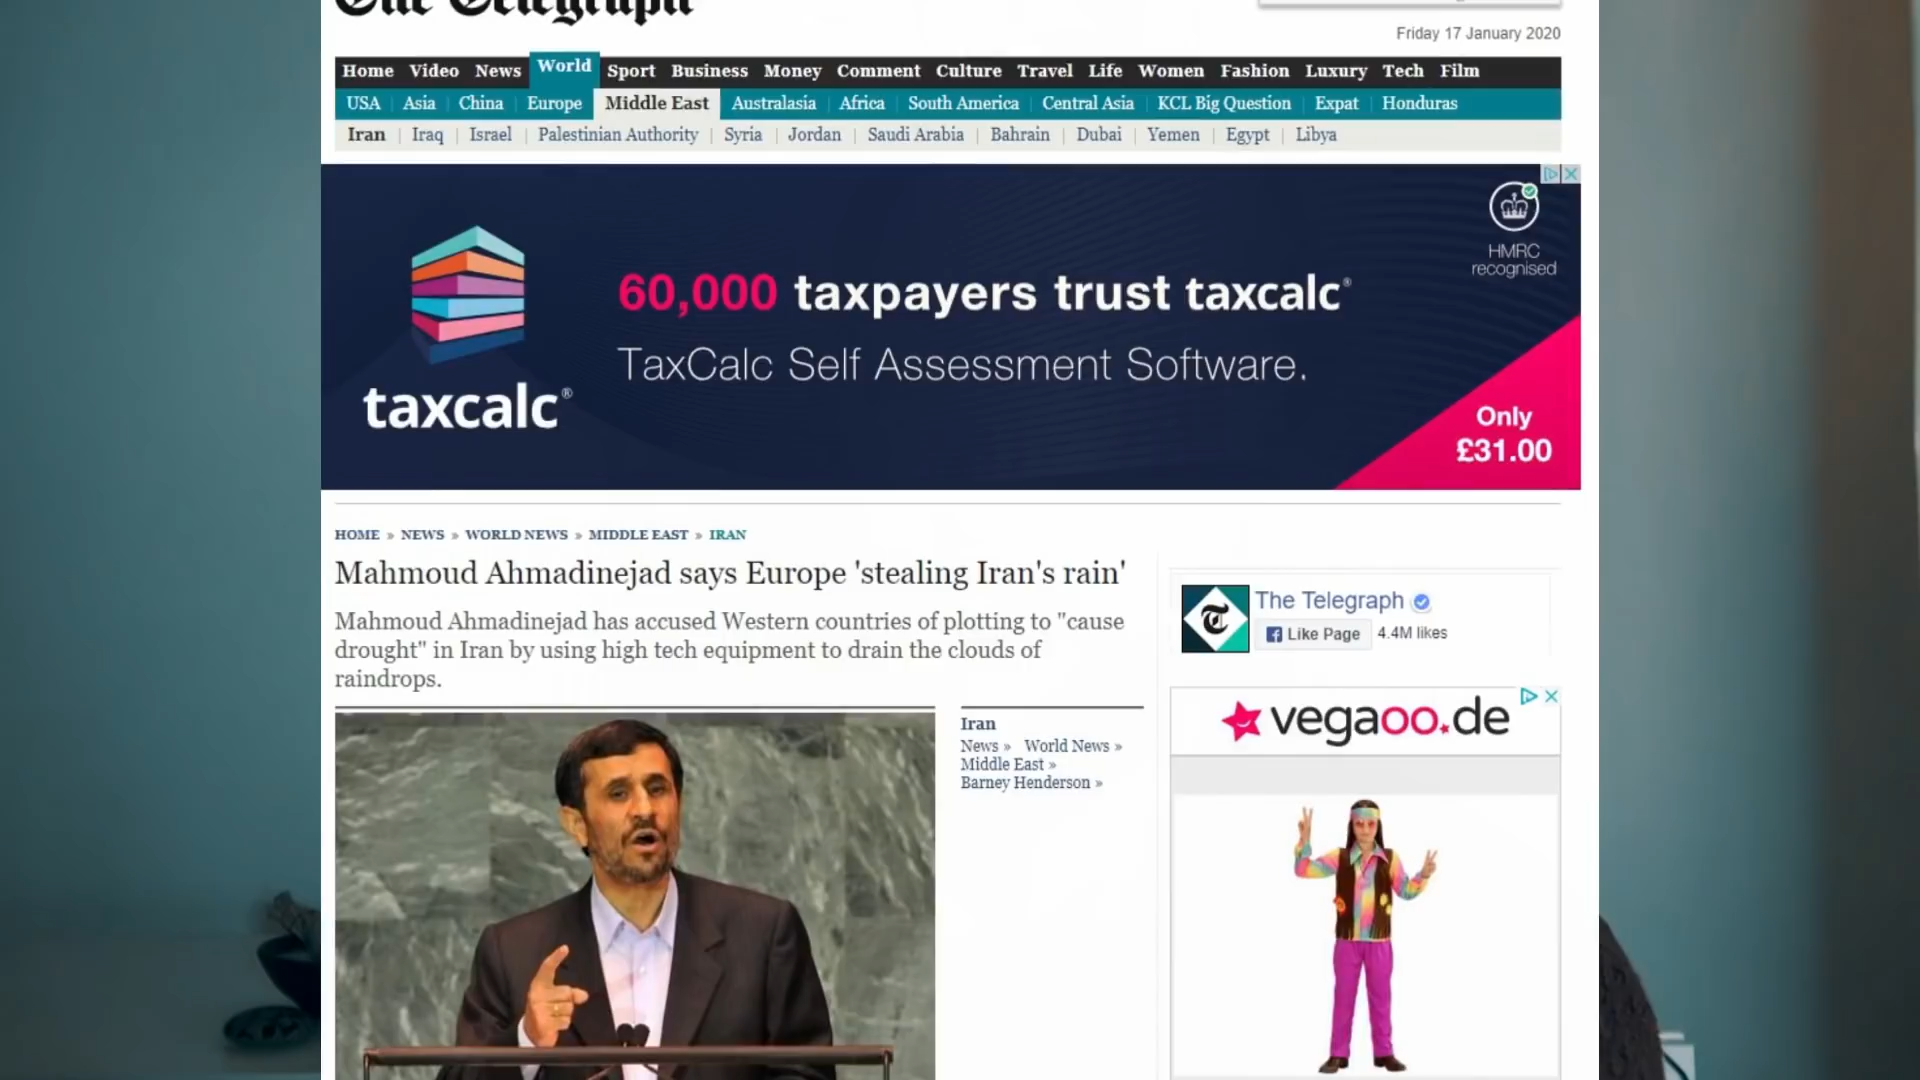 The Telegraph
Friday 17 January 2020
Home Video News World Sport Business Money Comment Culture Travel Life Women Fashion Luxury Tech Film
USA Asia China Europe Middle East Australasia Africa South America Central Asia KCL Big Question Expat Honduras
Iran Iraq Israel Palestinian Authority Syria Jordan Saudi Arabia Bahrain Dubai Yemen Egypt Libya
HMRC
recognised
60,000 taxpayers trust taxcalc®
TaxCalc Self Assessment Software.
taxcalc®
Only
£31.00
HOME » NEWS » WORLD NEWS » MIDDLE EAST » IRAN
Mahmoud Ahmadinejad says Europe 'stealing Iran's rain'
Mahmoud Ahmadinejad has accused Western countries of plotting to "cause
drought" in Iran by using high tech equipment to drain the clouds of
raindrops.
Iran
News » World News »
Middle East »
Barney Henderson »
The Telegraph
Like Page 4.4M likes
vegaoo.de